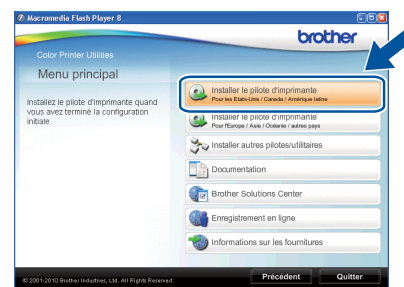 Macromedia Flash Player 8
brother
Color Printer Utilities
Menu principal
Installez le pilote d'imprimante quand
vous avez terminé la configuration
initiale.
Installer le pilote d'imprimante
Pour les Etats-Unis / Canada / Amérique latine
Installer le pilote d'imprimante
Pour l'Europe / Asie / Océanie / autres pays
Installer autres pilotes/utilitaires
Documentation
Brother Solutions Center
Enregistrement en ligne
Informations sur les fournitures
© 2001-2010 Brother Industries, Ltd. All Rights Reserved.
Précédent
Quitter